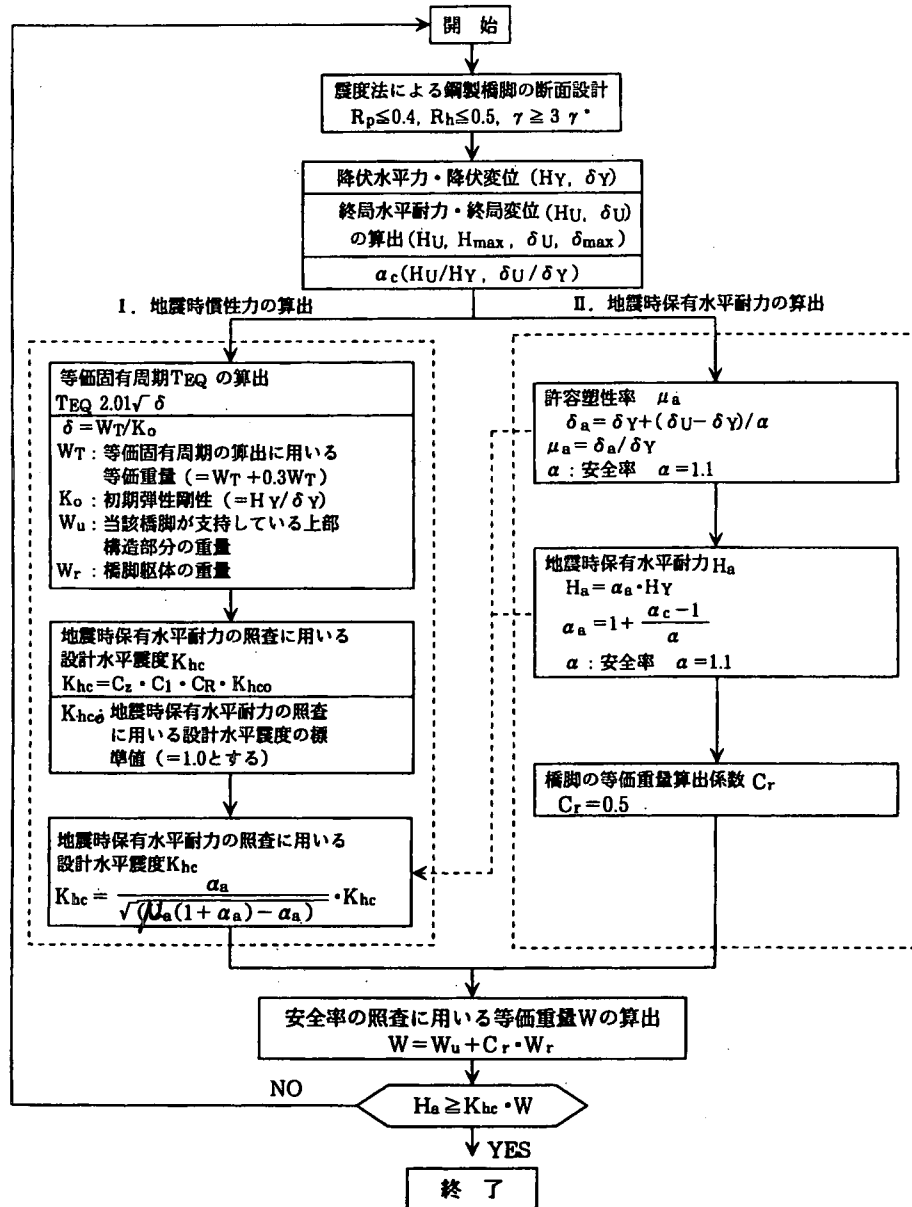 開 始
震度法による鋼製橋脚の断面設計
Rp≦0.4, Rh≦0.5, γ≧3γ*
降伏水平力・降伏変位 (HY, δY)
終局水平耐力・終局変位 (HU, δU)
の算出 (HU, Hmax, δU, δmax)
αc(HU/HY, δU/δY)
I. 地震時慣性力の算出
等価固有周期TEQ の算出
TEQ 2.01√δ
δ=WT/Ko
WT：等価固有周期の算出に用いる
等価重量 (=WT+0.3WT)
Ko：初期弾性剛性 (=HY/δY)
Wu：当該橋脚が支持している上部
構造部分の重量
Wr：橋脚躯体の重量
地震時保有水平耐力の照査に用いる
設計水平震度Khc
Khc=Cz・C1・CR・Khco
Khco：地震時保有水平耐力の照査
に用いる設計水平震度の標
準値 (=1.0とする)
地震時保有水平耐力の照査に用いる
設計水平震度Khc
Khc= αa/√(μa(1+αa)-αa) ・Khc
II. 地震時保有水平耐力の算出
許容塑性率 μa
δa=δY+(δU-δY)/α
μa=δa/δY
α：安全率 α=1.1
地震時保有水平耐力Ha
Ha=αa・HY
αa=1+ (αc-1)/α
α：安全率 α=1.1
橋脚の等価重量算出係数 Cr
Cr=0.5
安全率の照査に用いる等価重量Wの算出
W=Wu+Cr・Wr
NO
Ha≧Khc・W
YES
終 了